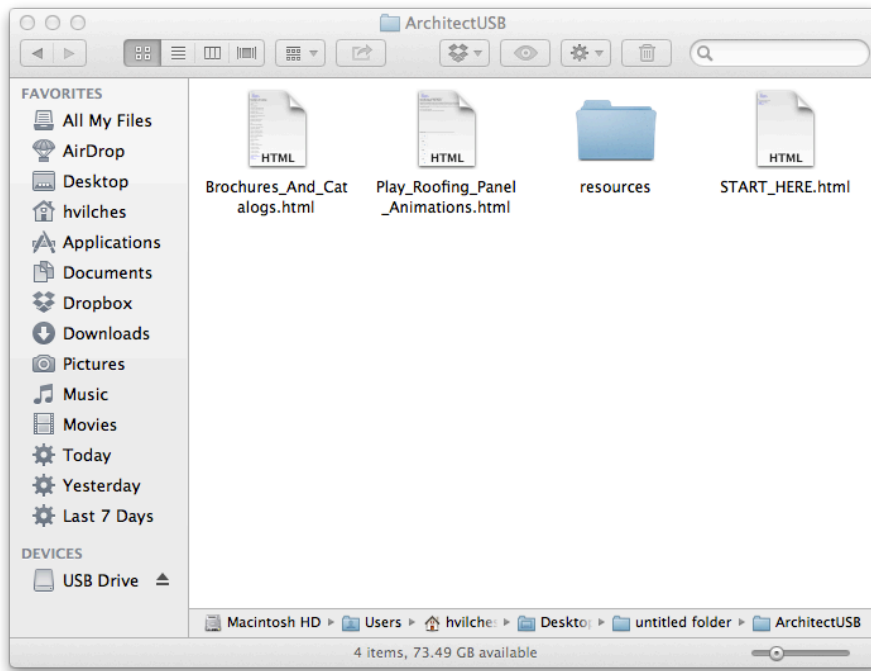 ArchitectUSB
FAVORITES
All My Files
AirDrop
Desktop
hvilches
Applications
Documents
Dropbox
Downloads
Pictures
Music
Movies
Today
Yesterday
Last 7 Days
DEVICES
USB Drive
HTML
Brochures_And_Cat
alogs.html
HTML
Play_Roofing_Panel
_Animations.html
resources
HTML
START_HERE.html
Macintosh HD Users hvilches Desktop untitled folder ArchitectUSB
4 items, 73.49 GB available